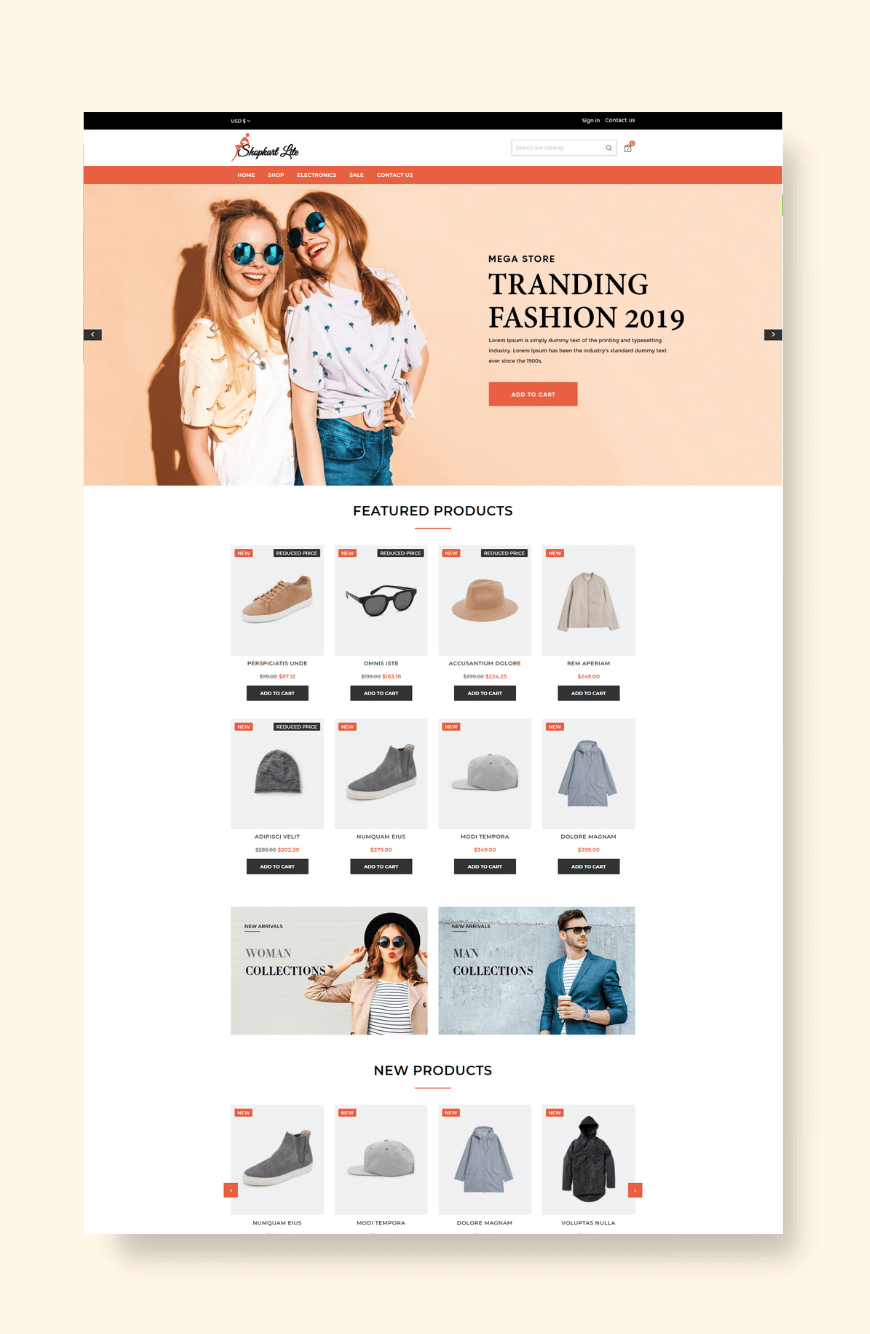 USD $
Sign in Contact us
Shopkart Lite
Search our catalog
0
HOME SHOP ELECTRONICS SALE CONTACT US
MEGA STORE
TRANDING
FASHION 2019
Lorem Ipsum is simply dummy text of the printing and typesetting
industry. Lorem Ipsum has been the industry's standard dummy text
ever since the 1500s.
ADD TO CART
FEATURED PRODUCTS
NEW REDUCED PRICE NEW REDUCED PRICE NEW REDUCED PRICE NEW
PERSPICIATIS UNDE OMNIS ISTE ACCUSANTIUM DOLORE REM APERIAM
$99.00 $87.12 $199.00 $163.18 $299.00 $224.25 $249.00
ADD TO CART ADD TO CART ADD TO CART ADD TO CART
NEW REDUCED PRICE NEW NEW NEW
ADIPISCI VELIT NUMQUAM EIUS MODI TEMPORA DOLORE MAGNAM
$289.00 $202.30 $279.00 $349.00 $399.00
ADD TO CART ADD TO CART ADD TO CART ADD TO CART
NEW ARRIVALS
WOMAN
COLLECTIONS
NEW ARRIVALS
MAN
COLLECTIONS
NEW PRODUCTS
NEW NEW NEW NEW
NUMQUAM EIUS MODI TEMPORA DOLORE MAGNAM VOLUPTAS NULLA